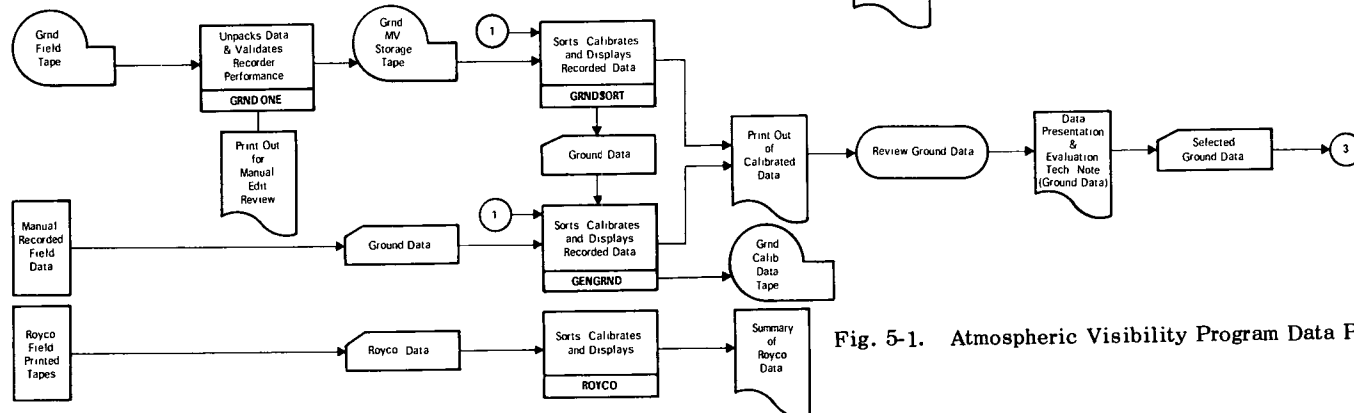 Grnd
Field
Tape
Unpacks Data
& Validates
Recorder
Performance
GRND ONE
Print Out
for
Manual
Edit
Review
Grnd
MV
Storage
Tape
1
Sorts Calibrates
and Displays
Recorded Data
GRNDSORT
Ground Data
Print Out
of
Calibrated
Data
Review Ground Data
Data
Presentation
&
Evaluation
Tech Note
(Ground Data)
Selected
Ground Data
3
Manual
Recorded
Field
Data
Ground Data
1
Sorts Calibrates
and Displays
Recorded Data
GENGRND
Grnd
Calib
Data
Tape
Royco
Field
Printed
Tapes
Royco Data
Sorts Calibrates
and Displays
ROYCO
Summary
of
Royco
Data
Fig. 5-1. Atmospheric Visibility Program Data P